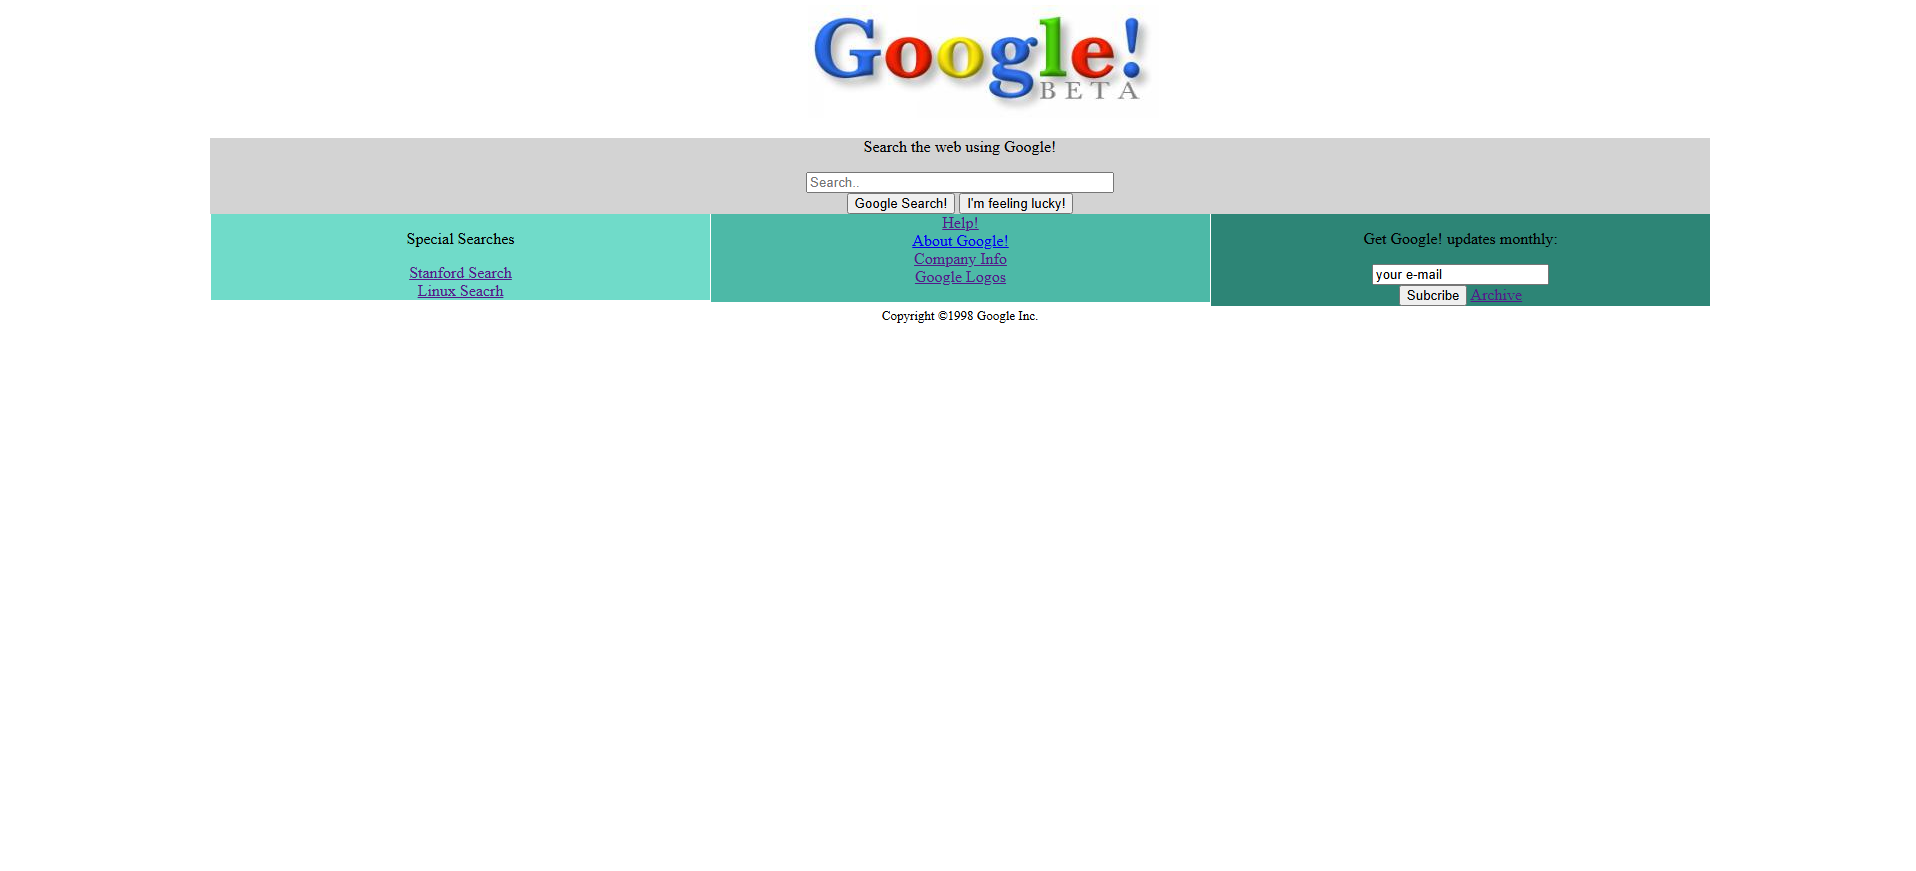 Google!
BETA
Search the web using Google!
Search..
Google Search! I'm feeling lucky!
Special Searches
Stanford Search
Linux Seacrh
Help!
About Google!
Company Info
Google Logos
Get Google! updates monthly:
your e-mail
Subcribe Archive
Copyright ©1998 Google Inc.